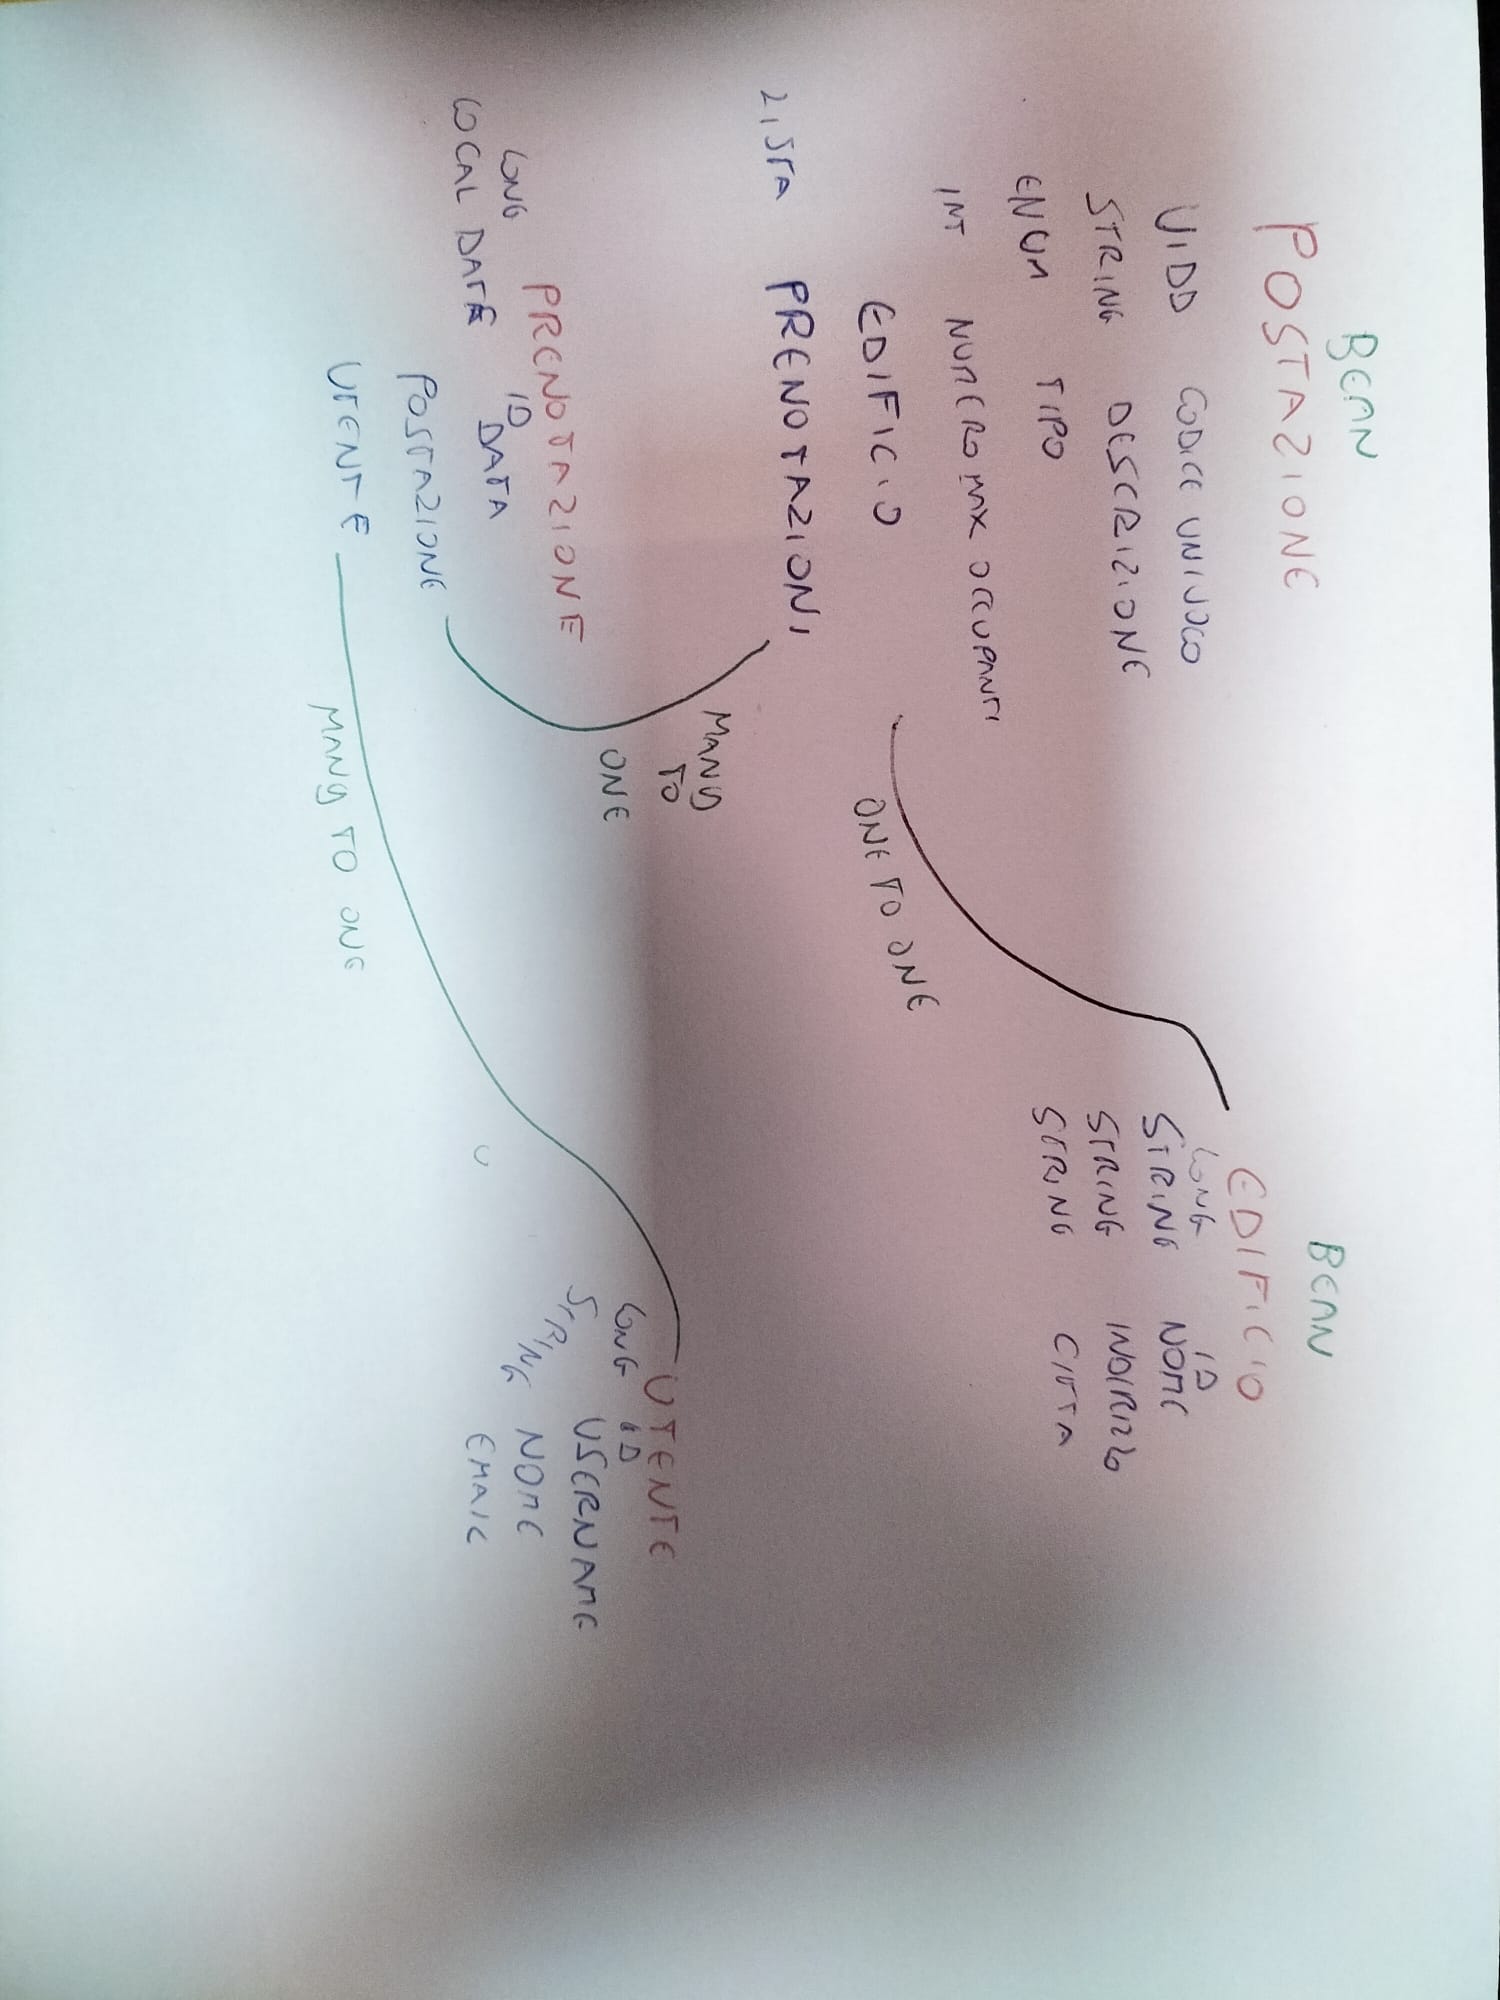 BEAN
POSTAZIONE
UIDD CODICE UNIVOCO
STRING DESCRIZIONE
ENUM TIPO
INT NUMERO MAX OCCUPANTI
EDIFICIO
LISTA PRENOTAZIONI
ONE TO ONE
BEAN
EDIFICIO
LONG ID
STRING NOME
STRING INDIRIZZO
STRING CITTA
MANY
TO
ONE
PRENOTAZIONE
LONG ID
LOCAL DATE DATA
POSTAZIONE
UTENTE
MANY TO ONE
UTENTE
LONG ID
STRING USERNAME
NOME
EMAIL